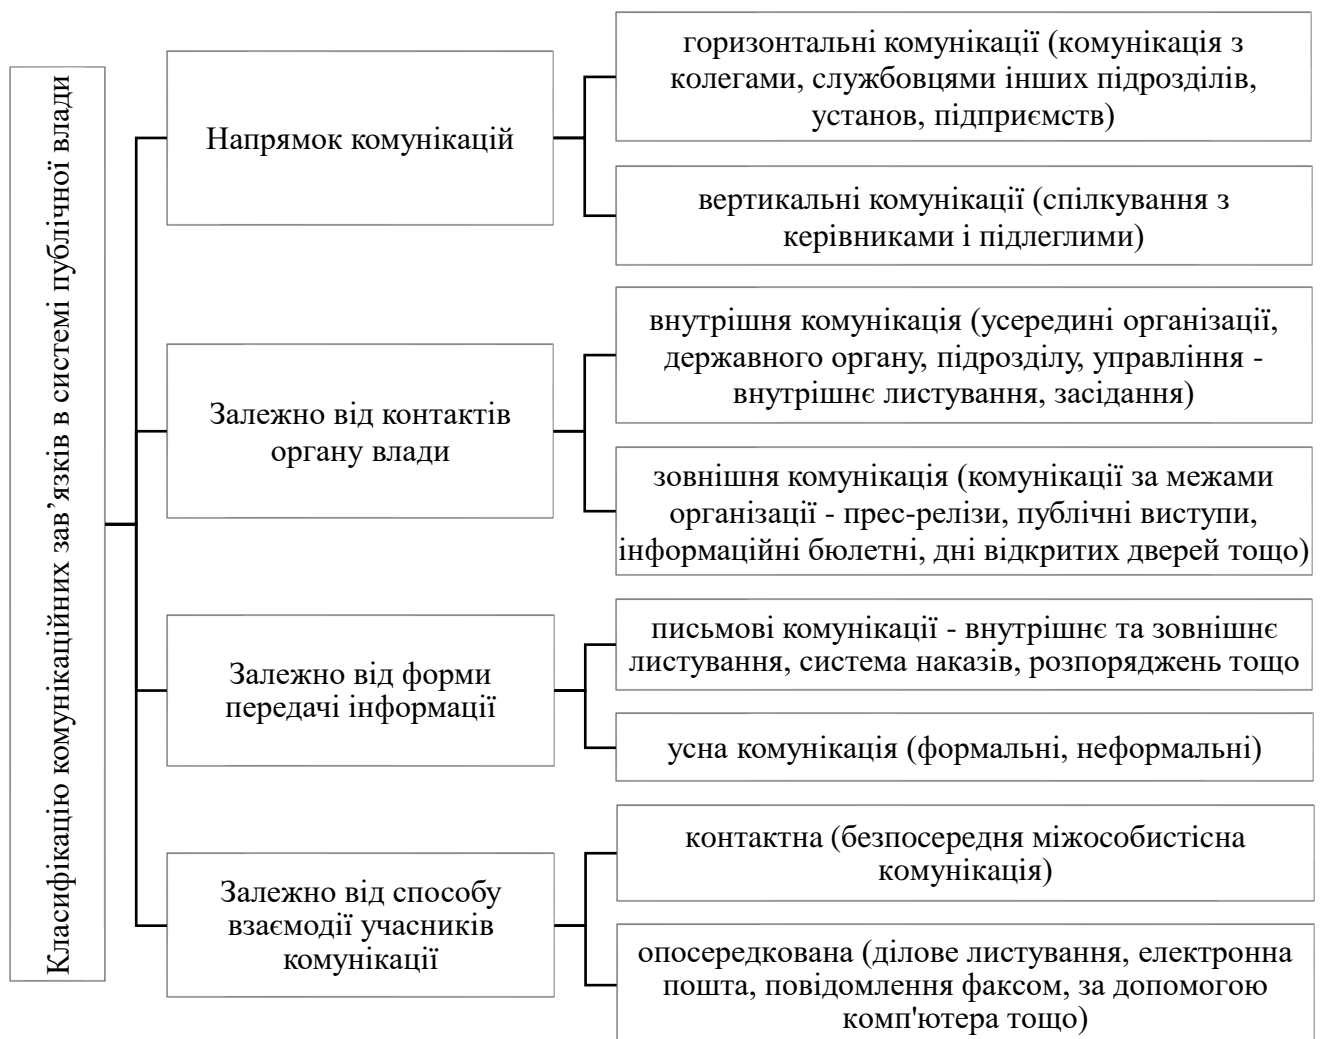 Класифікацію комунікаційних зав’язків в системі публічної влади
Напрямок комунікацій
горизонтальні комунікації (комунікація з
колегами, службовцями інших підрозділів,
установ, підприємств)
вертикальні комунікації (спілкування з
керівниками і підлеглими)
Залежно від контактів
органу влади
внутрішня комунікація (усередині організації,
державного органу, підрозділу, управління -
внутрішнє листування, засідання)
зовнішня комунікація (комунікації за межами
організації - прес-релізи, публічні виступи,
інформаційні бюлетні, дні відкритих дверей тощо)
Залежно від форми
передачі інформації
письмові комунікації - внутрішнє та зовнішнє
листування, система наказів, розпоряджень тощо
усна комунікація (формальні, неформальні)
Залежно від способу
взаємодії учасників
комунікації
контактна (безпосередня міжособистісна
комунікація)
опосередкована (ділове листування, електронна
пошта, повідомлення факсом, за допомогою
комп'ютера тощо)